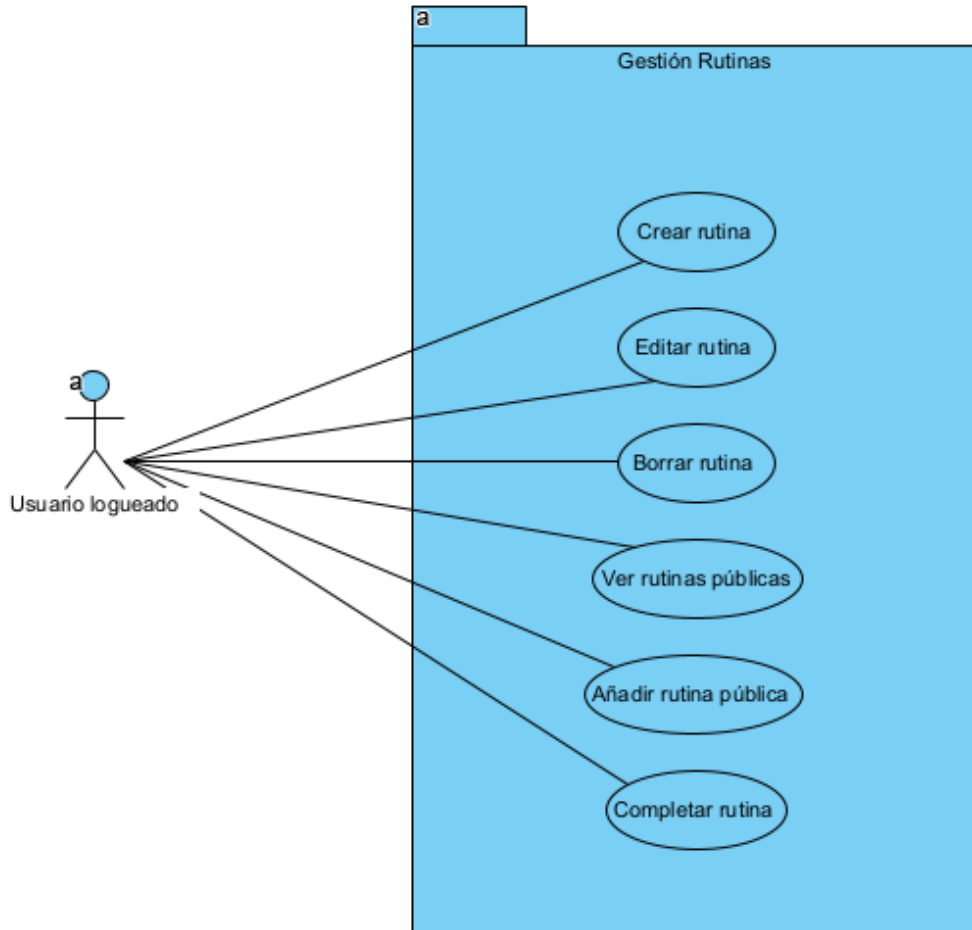 a
Gestión Rutinas
Crear rutina
Editar rutina
a
Borrar rutina
Usuario logueado
Ver rutinas públicas
Añadir rutina pública
Completar rutina